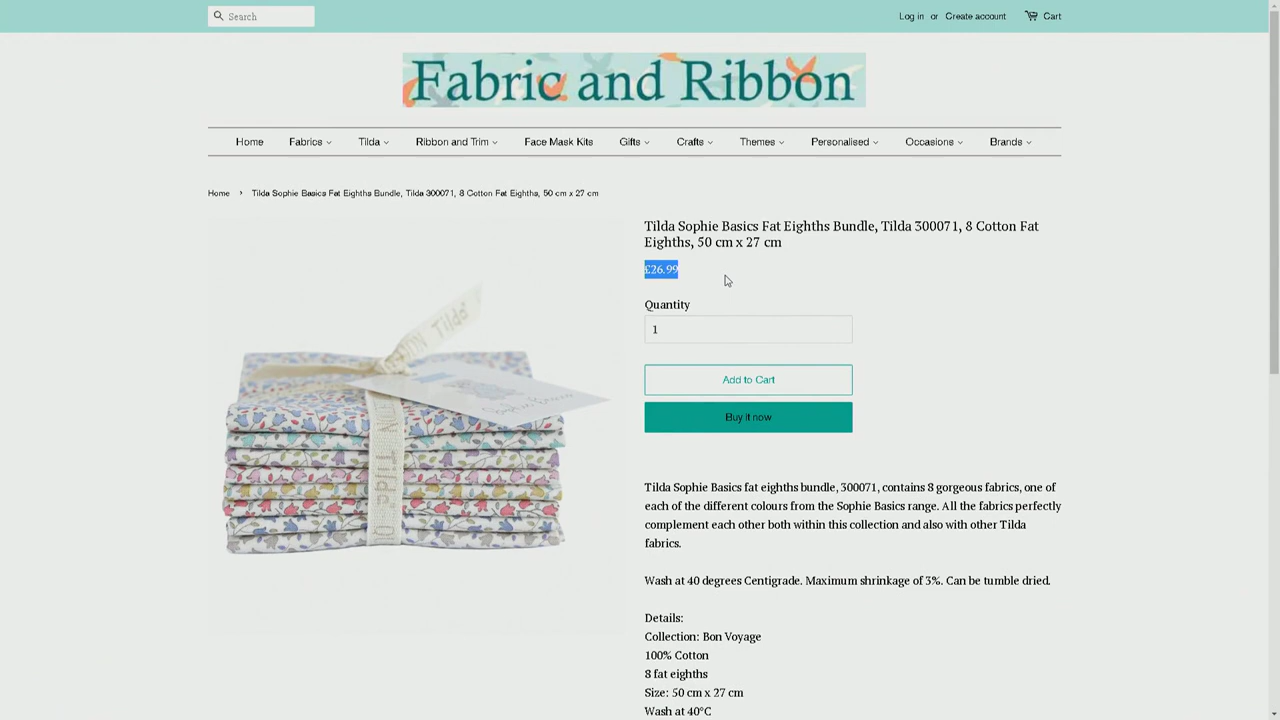 Search
Log in or Create account Cart
Fabric and Ribbon
Home Fabrics Tilda Ribbon and Trim Face Mask Kits Gifts Crafts Themes Personalised Occasions Brands
Home › Tilda Sophie Basics Fat Eighths Bundle, Tilda 300071, 8 Cotton Fat Eighths, 50 cm x 27 cm
Tilda Sophie Basics Fat Eighths Bundle, Tilda 300071, 8 Cotton Fat
Eighths, 50 cm x 27 cm
£26.99
Quantity
1
Add to Cart
Buy it now
Tilda
Tilda Sophie Basics fat eighths bundle, 300071, contains 8 gorgeous fabrics, one of
each of the different colours from the Sophie Basics range. All the fabrics perfectly
complement each other both within this collection and also with other Tilda
fabrics.
Wash at 40 degrees Centigrade. Maximum shrinkage of 3%. Can be tumble dried.
Details:
Collection: Bon Voyage
100% Cotton
8 fat eighths
Size: 50 cm x 27 cm
Wash at 40°C